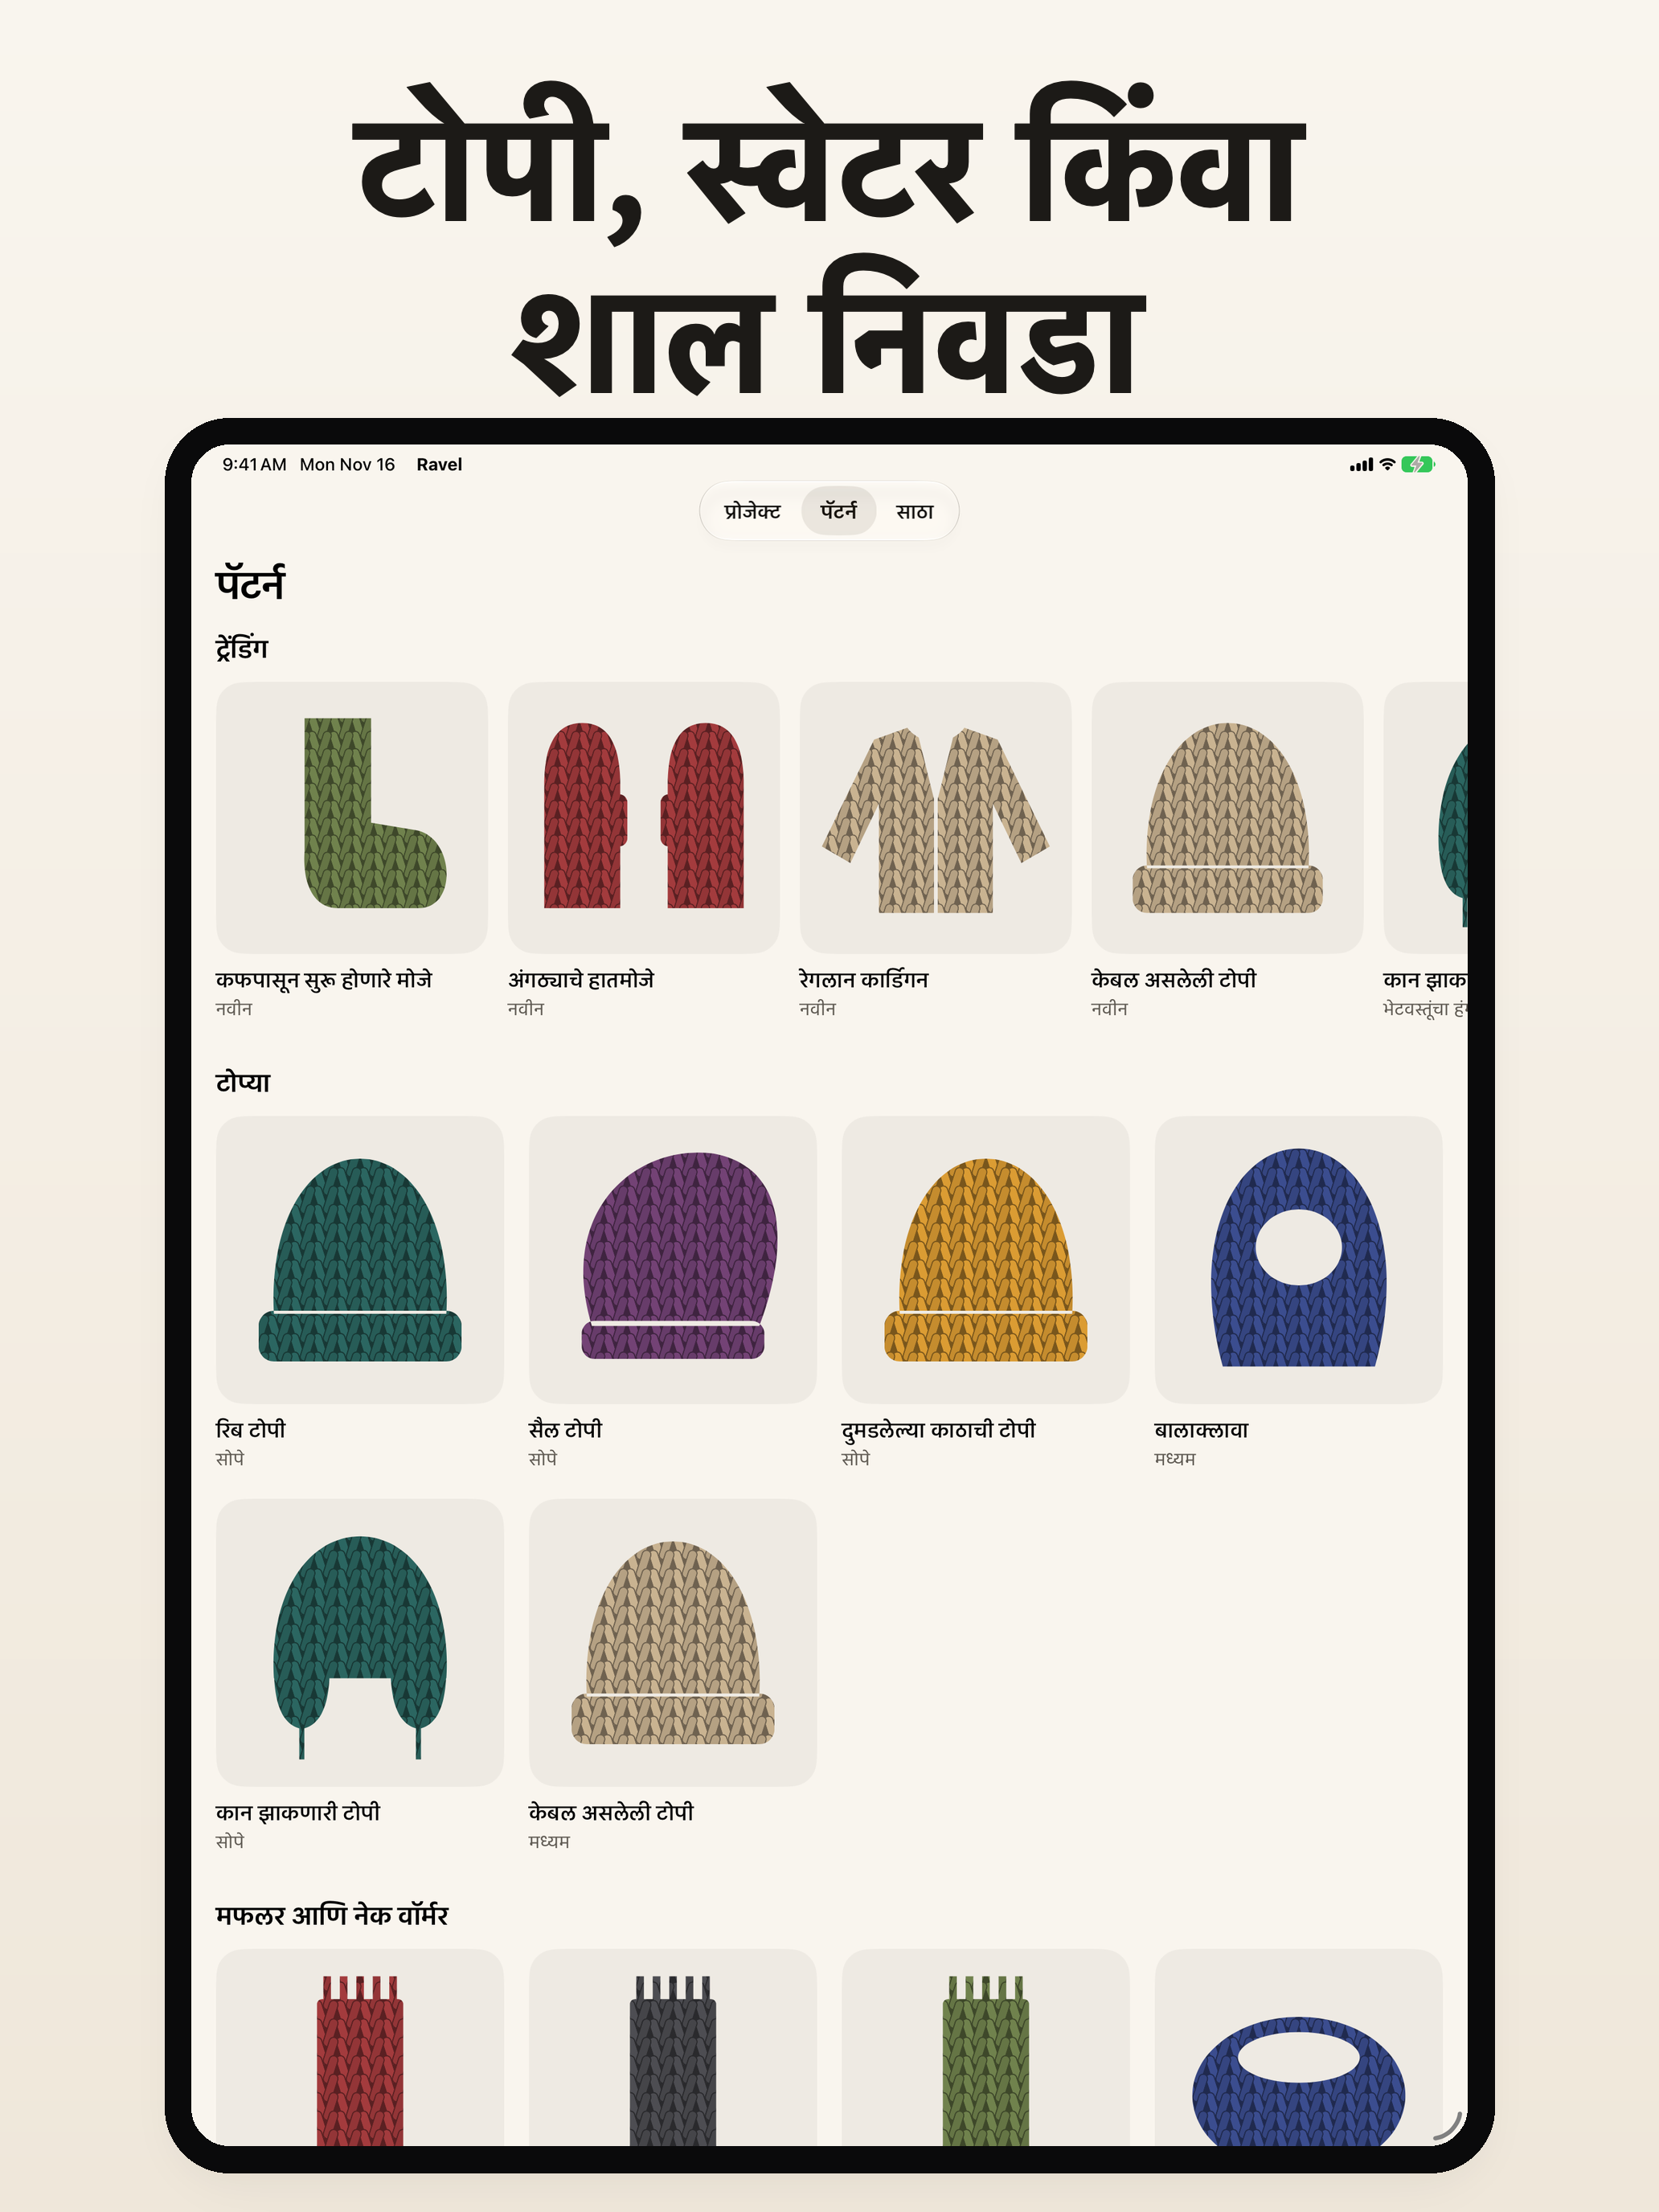 टोपी, स्वेटर किंवा
शाल निवडा
9:41 AM Mon Nov 16 Ravel
प्रोजेक्ट पॅटर्न साठा
पॅटर्न
ट्रेंडिंग
कफपासून सुरू होणारे मोजे
नवीन
अंगठ्याचे हातमोजे
नवीन
रेगलान कार्डिगन
नवीन
केबल असलेली टोपी
नवीन
कान झाक
भेटवस्तूंचा
टोप्या
रिब टोपी
सोपे
सैल टोपी
सोपे
दुमडलेल्या काठाची टोपी
सोपे
बालाक्लावा
मध्यम
कान झाकणारी टोपी
सोपे
केबल असलेली टोपी
मध्यम
मफलर आणि नेक वॉर्मर